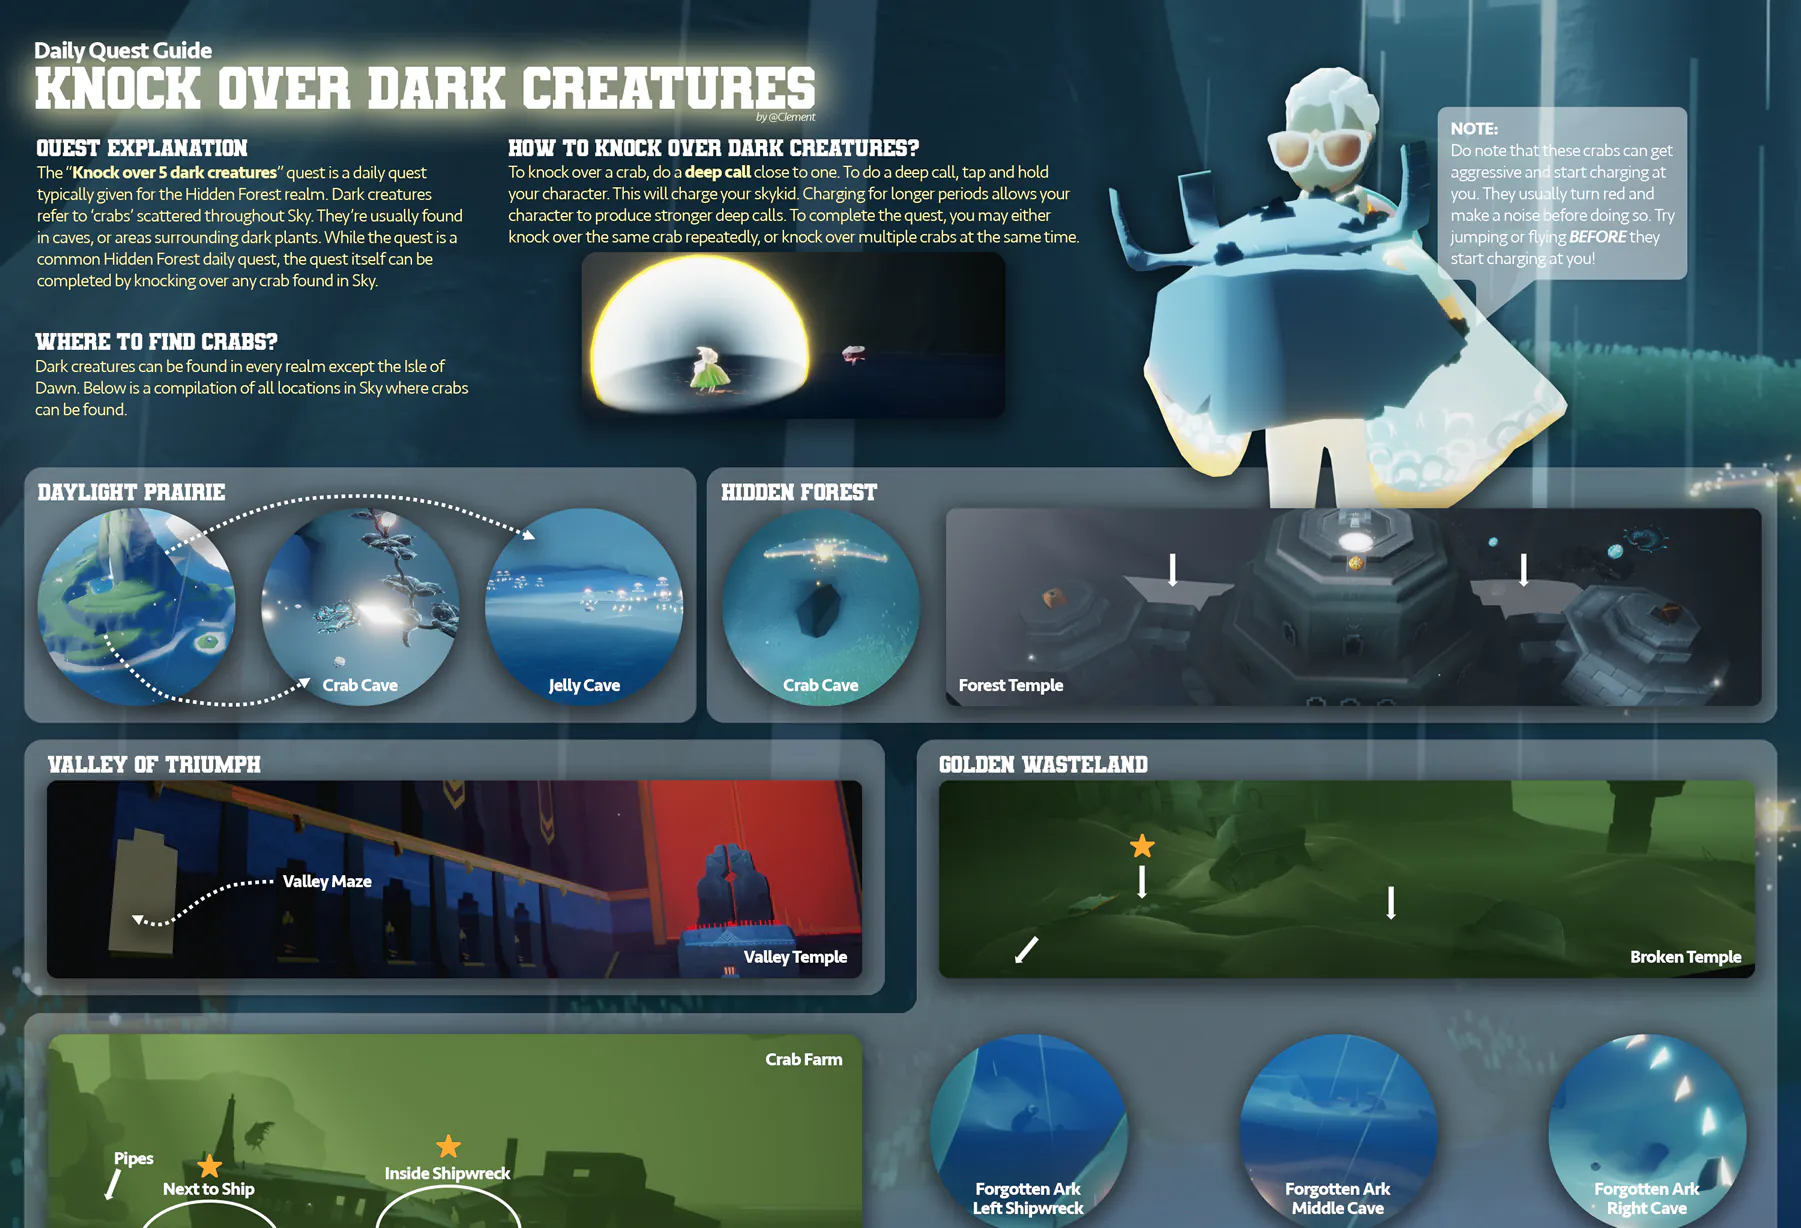 Daily Quest Guide
KNOCK OVER DARK CREATURES
by @Clement
QUEST EXPLANATION
The “Knock over 5 dark creatures” quest is a daily quest
typically given for the Hidden Forest realm. Dark creatures
refer to ‘crabs’ scattered throughout Sky. They’re usually found
in caves, or areas surrounding dark plants. While the quest is a
common Hidden Forest daily quest, the quest itself can be
completed by knocking over any crab found in Sky.
WHERE TO FIND CRABS?
Dark creatures can be found in every realm except the Isle of
Dawn. Below is a compilation of all locations in Sky where crabs
can be found.
HOW TO KNOCK OVER DARK CREATURES?
To knock over a crab, do a deep call close to one. To do a deep call, tap and hold
your character. This will charge your skykid. Charging for longer periods allows your
character to produce stronger deep calls. To complete the quest, you may either
knock over the same crab repeatedly, or knock over multiple crabs at the same time.
NOTE:
Do note that these crabs can get
aggressive and start charging at
you. They usually turn red and
make a noise before doing so. Try
jumping or flying BEFORE they
start charging at you!
DAYLIGHT PRAIRIE
Crab Cave
Jelly Cave
HIDDEN FOREST
Crab Cave
Forest Temple
VALLEY OF TRIUMPH
Valley Maze
Valley Temple
GOLDEN WASTELAND
Broken Temple
Crab Farm
Pipes
Next to Ship
Inside Shipwreck
Forgotten Ark
Left Shipwreck
Forgotten Ark
Middle Cave
Forgotten Ark
Right Cave